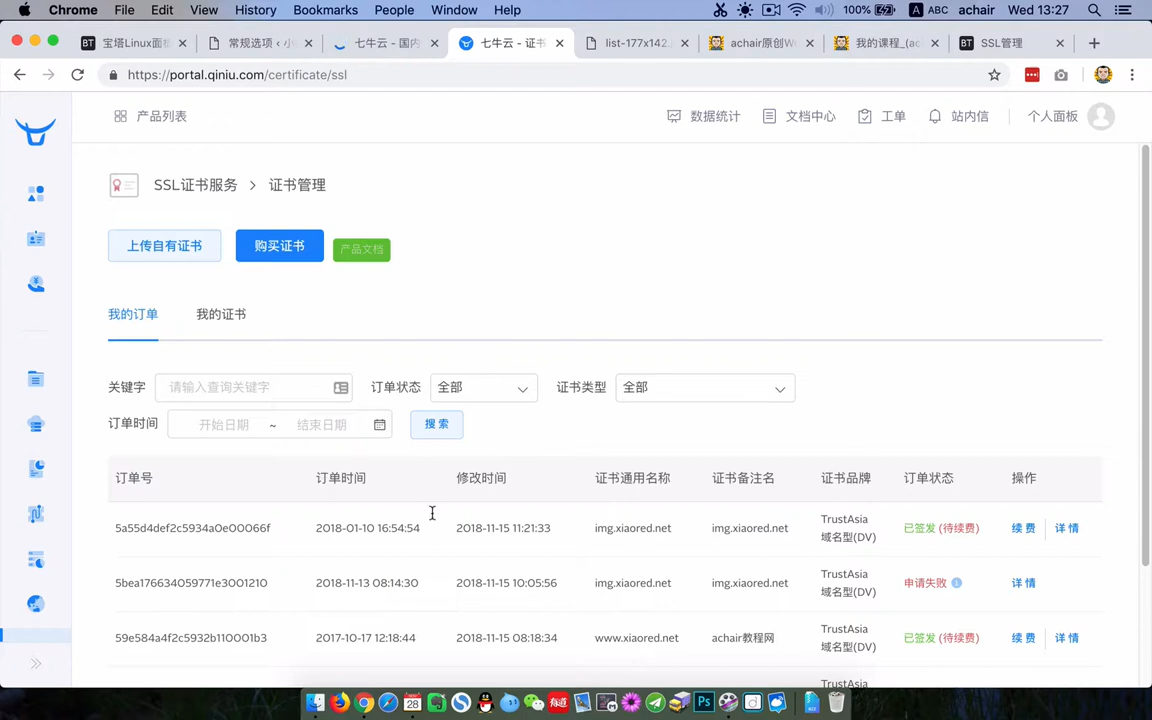 Chrome File Edit View History Bookmarks People Window Help 100% A ABC achair Wed 13:27
BT 宝塔Linux面板 常规选项 ‹ 小 七牛云 - 国内 七牛云 - 证书 list-177x142. achair原创W 我的课程_(ac BT SSL管理
https://portal.qiniu.com/certificate/ssl
产品列表 数据统计 文档中心 工单 站内信 个人面板
SSL证书服务 > 证书管理
上传自有证书 购买证书 产品文档
我的订单 我的证书
关键字 请输入查询关键字 订单状态 全部 证书类型 全部
订单时间 开始日期 ~ 结束日期 搜索
订单号 订单时间 修改时间 证书通用名称 证书备注名 证书品牌 订单状态 操作
5a55d4def2c5934a0e00066f 2018-01-10 16:54:54 2018-11-15 11:21:33 img.xiaored.net img.xiaored.net TrustAsia 域名型(DV) 已签发 (待续费) 续费 详情
5bea176634059771e3001210 2018-11-13 08:14:30 2018-11-15 10:05:56 img.xiaored.net img.xiaored.net TrustAsia 域名型(DV) 申请失败 详情
59e584a4f2c5932b110001b3 2017-10-17 12:18:44 2018-11-15 08:18:34 www.xiaored.net achair教程网 TrustAsia 域名型(DV) 已签发 (待续费) 续费 详情
TrustAsia
28 有道 Ps